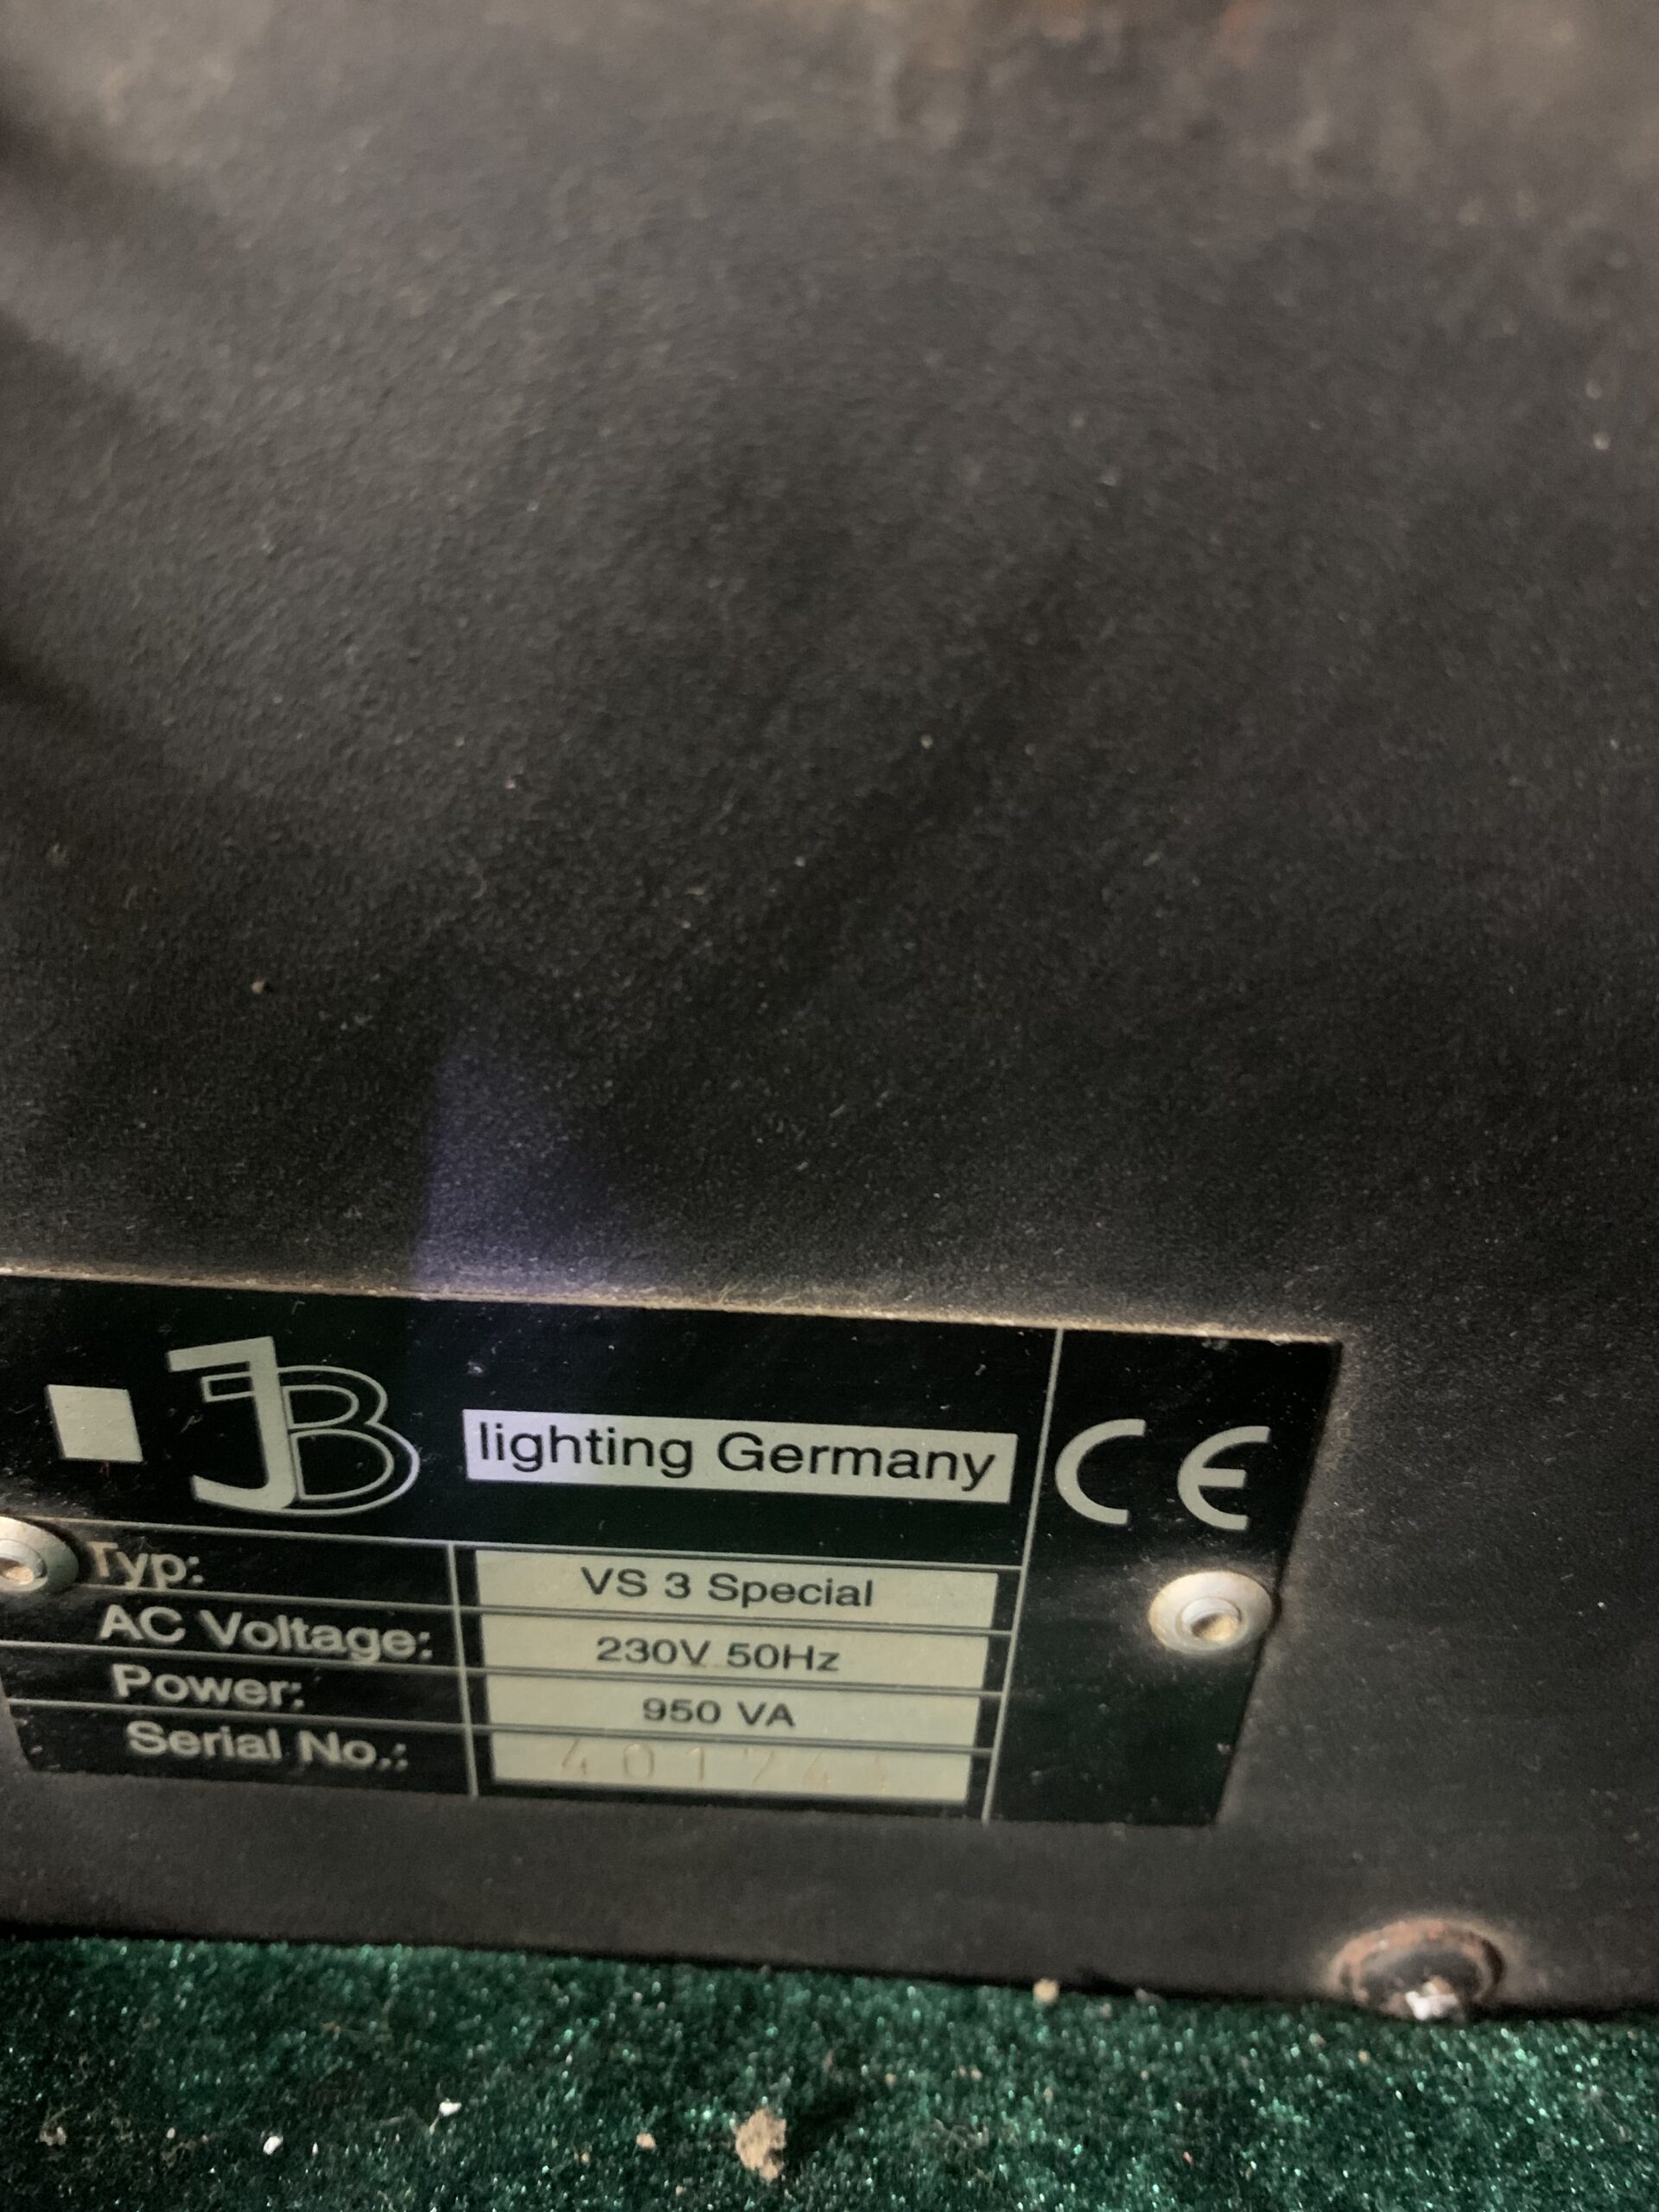 JB lighting Germany CE
Typ: VS 3 Special
AC Voltage: 230V 50Hz
Power: 950 VA
Serial No.: